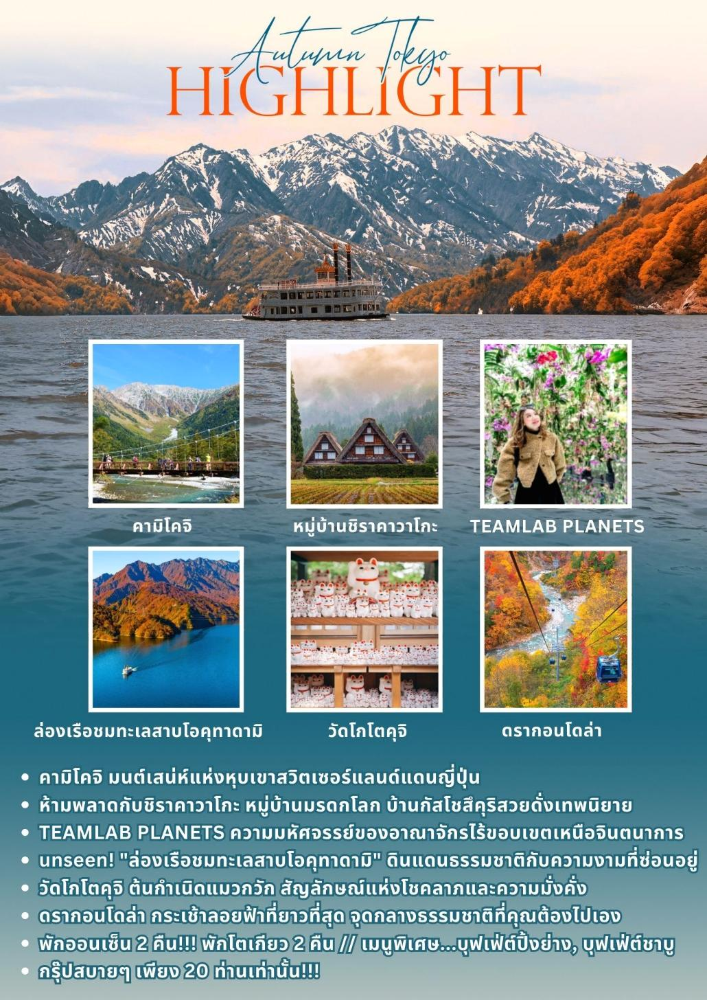 Autumn Tokyo
HIGHLIGHT
คามิโคจิ
หมู่บ้านชิราคาวาโกะ
TEAMLAB PLANETS
ล่องเรือชมทะเลสาบโอคุทาดามิ
วัดโกโตคุจิ
ดรากอนโดล่า
• คามิโคจิ มนต์เสน่ห์แห่งหุบเขาสวิตเซอร์แลนด์แดนญี่ปุ่น
• ห้ามพลาดกับชิราคาวาโกะ หมู่บ้านมรดกโลก บ้านกัสโชสึคุริสวยดั่งเทพนิยาย
• TEAMLAB PLANETS ความมหัศจรรย์ของอาณาจักรไร้ขอบเขตเหนือจินตนาการ
• unseen! "ล่องเรือชมทะเลสาบโอคุทาดามิ" ดินแดนธรรมชาติกับความงามที่ซ่อนอยู่
• วัดโกโตคุจิ ต้นกำเนิดแมวกวัก สัญลักษณ์แห่งโชคลาภและความมั่งคั่ง
• ดรากอนโดล่า กระเช้าลอยฟ้าที่ยาวที่สุด จุดกลางธรรมชาติที่คุณต้องไปเอง
• พักออนเซ็น 2 คืน!!! พักโตเกียว 2 คืน // เมนูพิเศษ...บุฟเฟ่ต์ปิ้งย่าง, บุฟเฟ่ต์ชาบู
• กรุ๊ปสบายๆ เพียง 20 ท่านเท่านั้น!!!